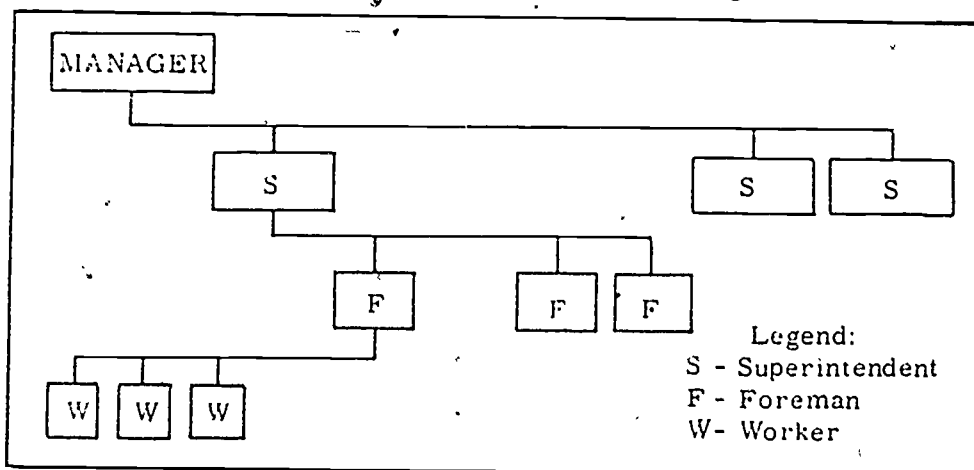 MANAGER
S S S
F F F
Legend:
S - Superintendent
F - Foreman
W W W W- Worker